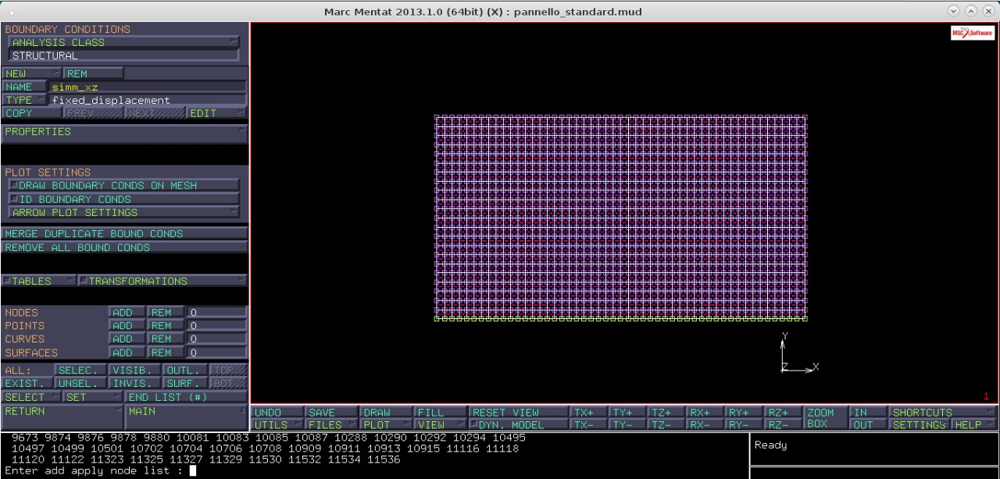 Marc Mentat 2013.1.0 (64bit) (X) : pannello_standard.mud
MSC Software
BOUNDARY CONDITIONS
ANALYSIS CLASS
STRUCTURAL
NEW REM
NAME simm_xz
TYPE fixed_displacement
COPY PREV NEXT EDIT
PROPERTIES
PLOT SETTINGS
DRAW BOUNDARY CONDS ON MESH
ID BOUNDARY CONDS
ARROW PLOT SETTINGS
MERGE DUPLICATE BOUND CONDS
REMOVE ALL BOUND CONDS
TABLES TRANSFORMATIONS
NODES ADD REM 0
POINTS ADD REM 0
CURVES ADD REM 0
SURFACES ADD REM 0
ALL: SELEC. VISIB. OUTL. TOP
EXIST. UNSEL. INVIS. SURF. BOT.
SELECT SET END LIST (#)
RETURN MAIN
Y
Z X
1
UNDO SAVE DRAW FILL RESET VIEW TX+ TY+ TZ+ RX+ RY+ RZ+ ZOOM BOX IN SHORTCUTS
UTILS FILES PLOT VIEW DYN. MODEL TX- TY- TZ- RX- RY- RZ- OUT SETTINGS HELP
9673 9874 9876 9878 9880 10081 10083 10085 10087 10288 10290 10292 10294 10495
10497 10499 10501 10702 10704 10706 10708 10909 10911 10913 10915 11116 11118
11120 11122 11323 11325 11327 11329 11530 11532 11534 11536
Enter add apply node list :
Ready